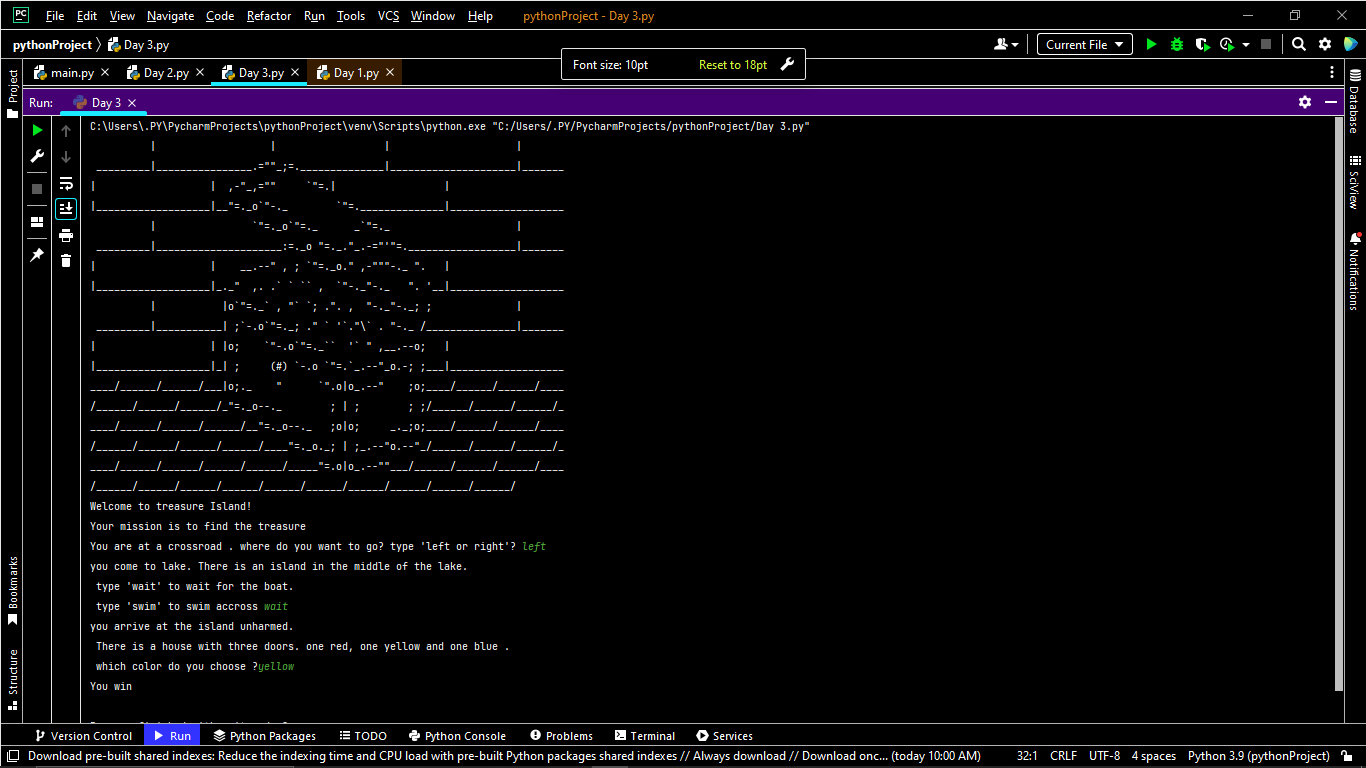 PC File Edit View Navigate Code Refactor Run Tools VCS Window Help pythonProject - Day 3.py
pythonProject Day 3.py Current File
Font size: 10pt Reset to 18pt
main.py Day 2.py Day 3.py Day 1.py
Project
Database
SciView
Notifications
Bookmarks
Structure
Run: Day 3
C:\Users\.PY\PycharmProjects\pythonProject\venv\Scripts\python.exe "C:/Users/.PY/PycharmProjects/pythonProject/Day 3.py"
Welcome to treasure Island!
Your mission is to find the treasure
You are at a crossroad . where do you want to go? type 'left or right'? left
you come to lake. There is an island in the middle of the lake.
type 'wait' to wait for the boat.
type 'swim' to swim accross wait
you arrive at the island unharmed.
There is a house with three doors. one red, one yellow and one blue .
which color do you choose ?yellow
You win
Version Control Run Python Packages TODO Python Console Problems Terminal Services
Download pre-built shared indexes: Reduce the indexing time and CPU load with pre-built Python packages shared indexes // Always download // Download onc... (today 10:00 AM) 32:1 CRLF UTF-8 4 spaces Python 3.9 (pythonProject)